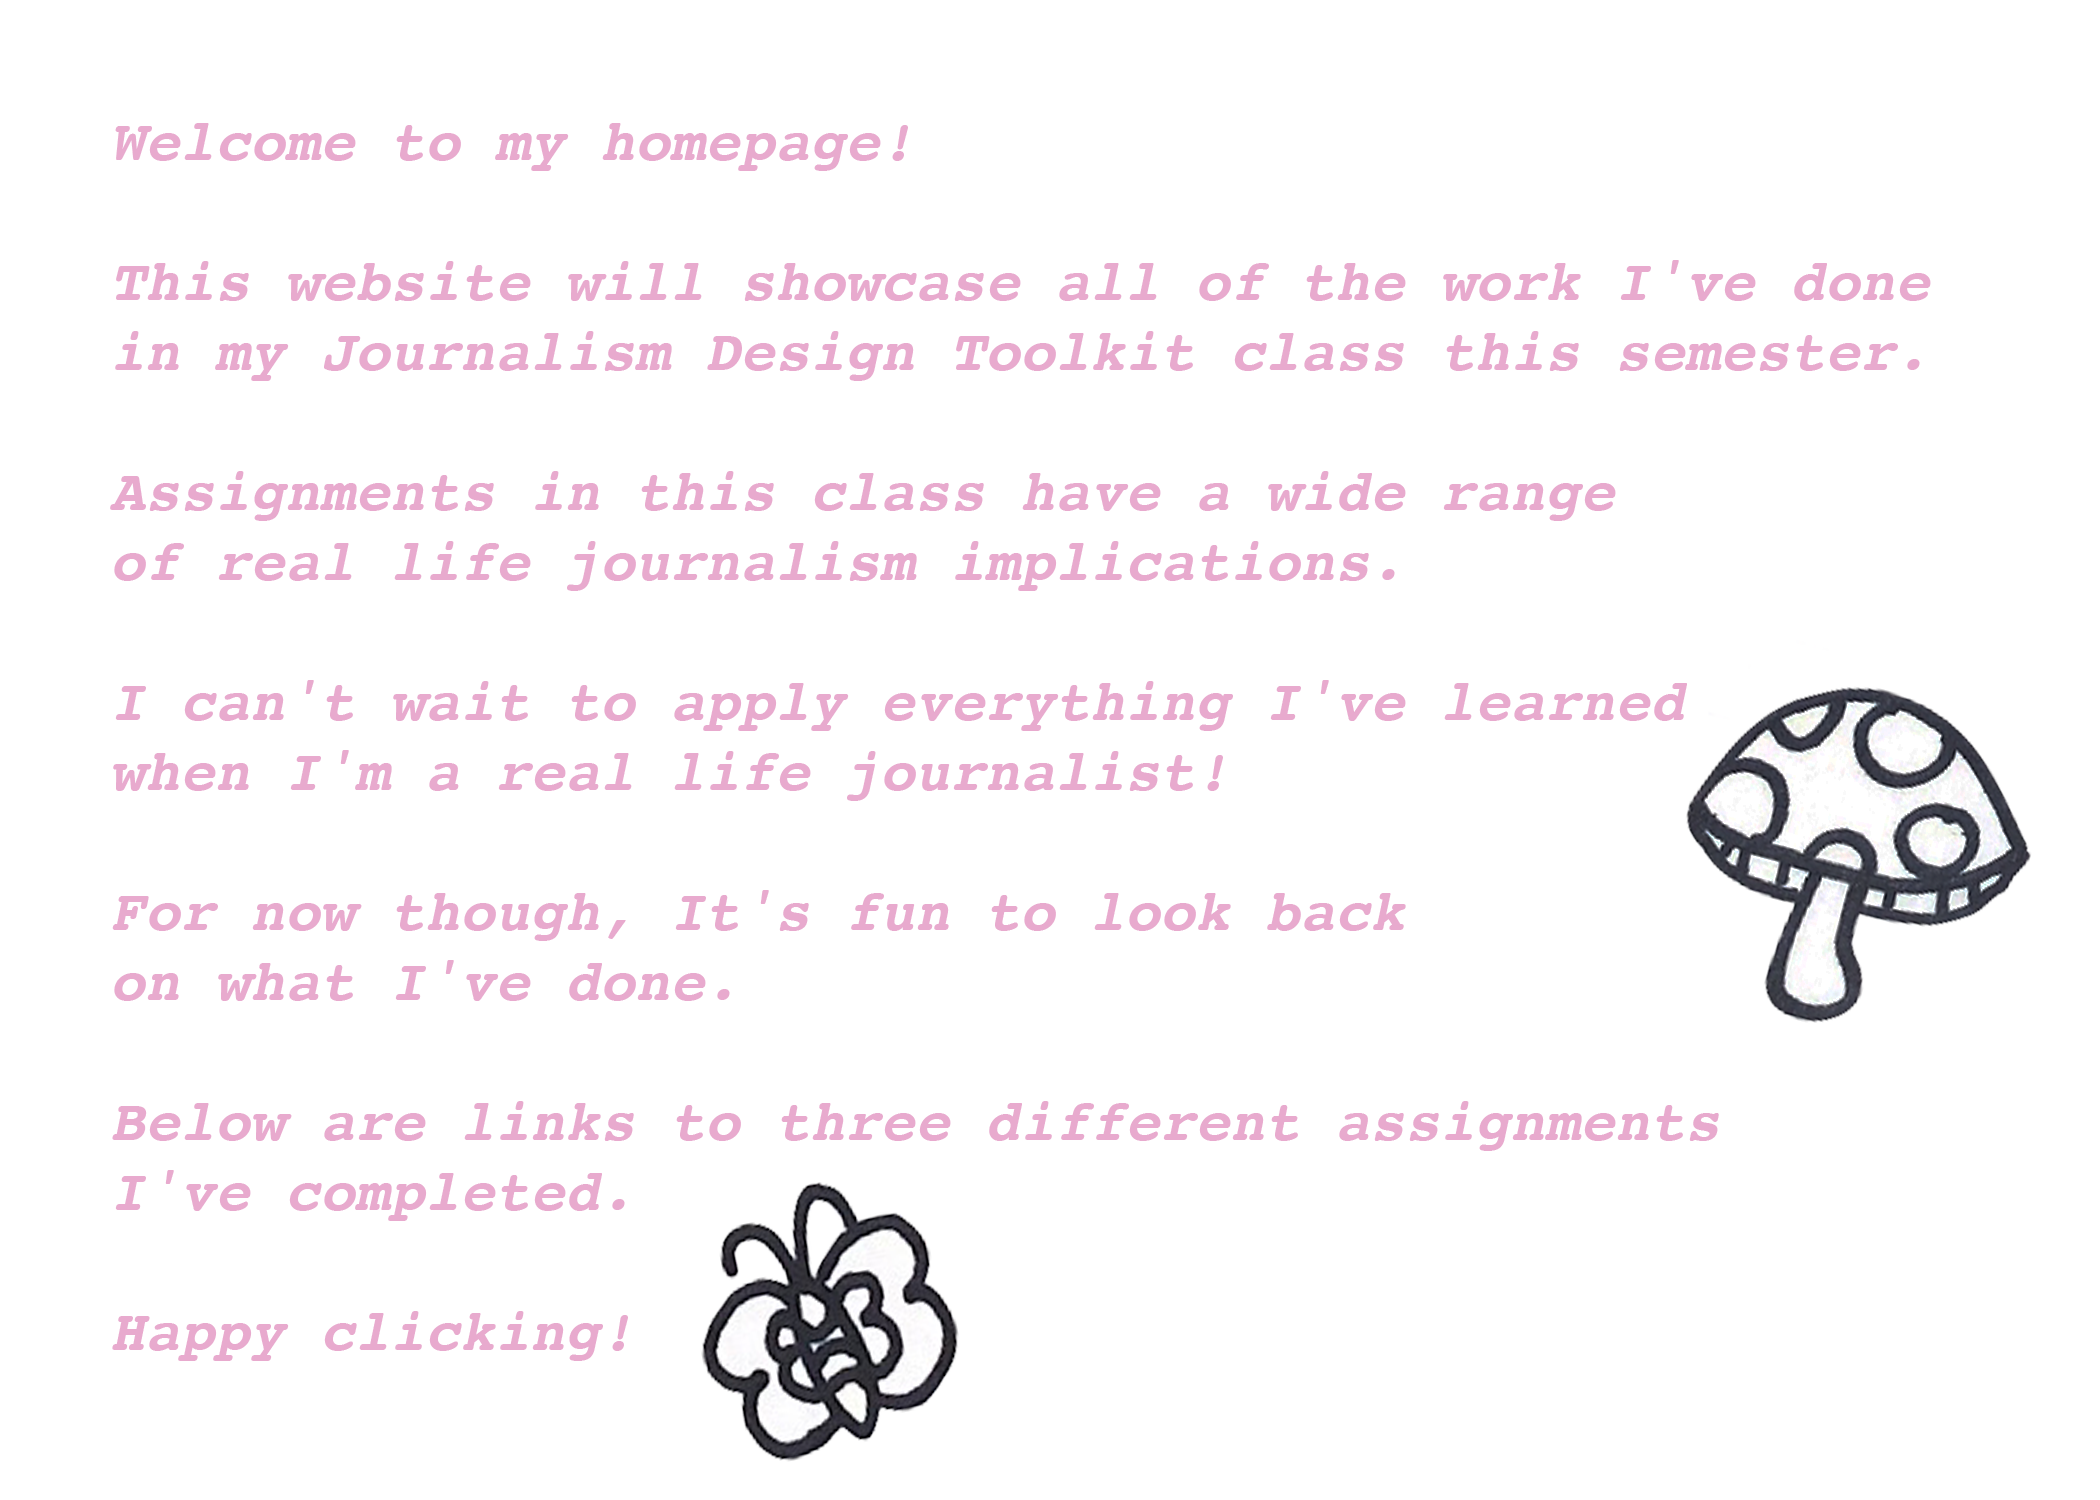 Welcome to my homepage!
This website will showcase all of the work I've done
in my Journalism Design Toolkit class this semester.
Assignments in this class have a wide range
of real life journalism implications.
I can't wait to apply everything I've learned
when I'm a real life journalist!
For now though, It's fun to look back
on what I've done.
Below are links to three different assignments
I've completed.
Happy clicking!